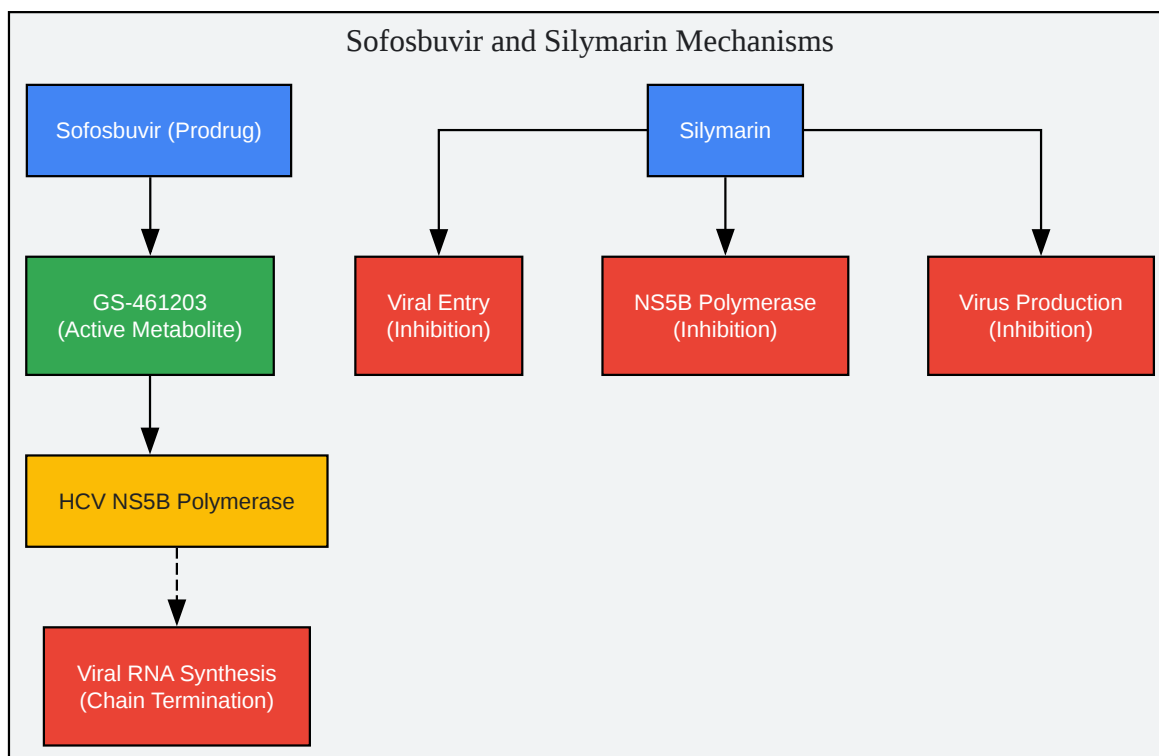 Sofosbuvir and Silymarin Mechanisms
Sofosbuvir (Prodrug)
Silymarin
GS-461203
(Active Metabolite)
Viral Entry
(Inhibition)
NS5B Polymerase
(Inhibition)
Virus Production
(Inhibition)
HCV NS5B Polymerase
Viral RNA Synthesis
(Chain Termination)